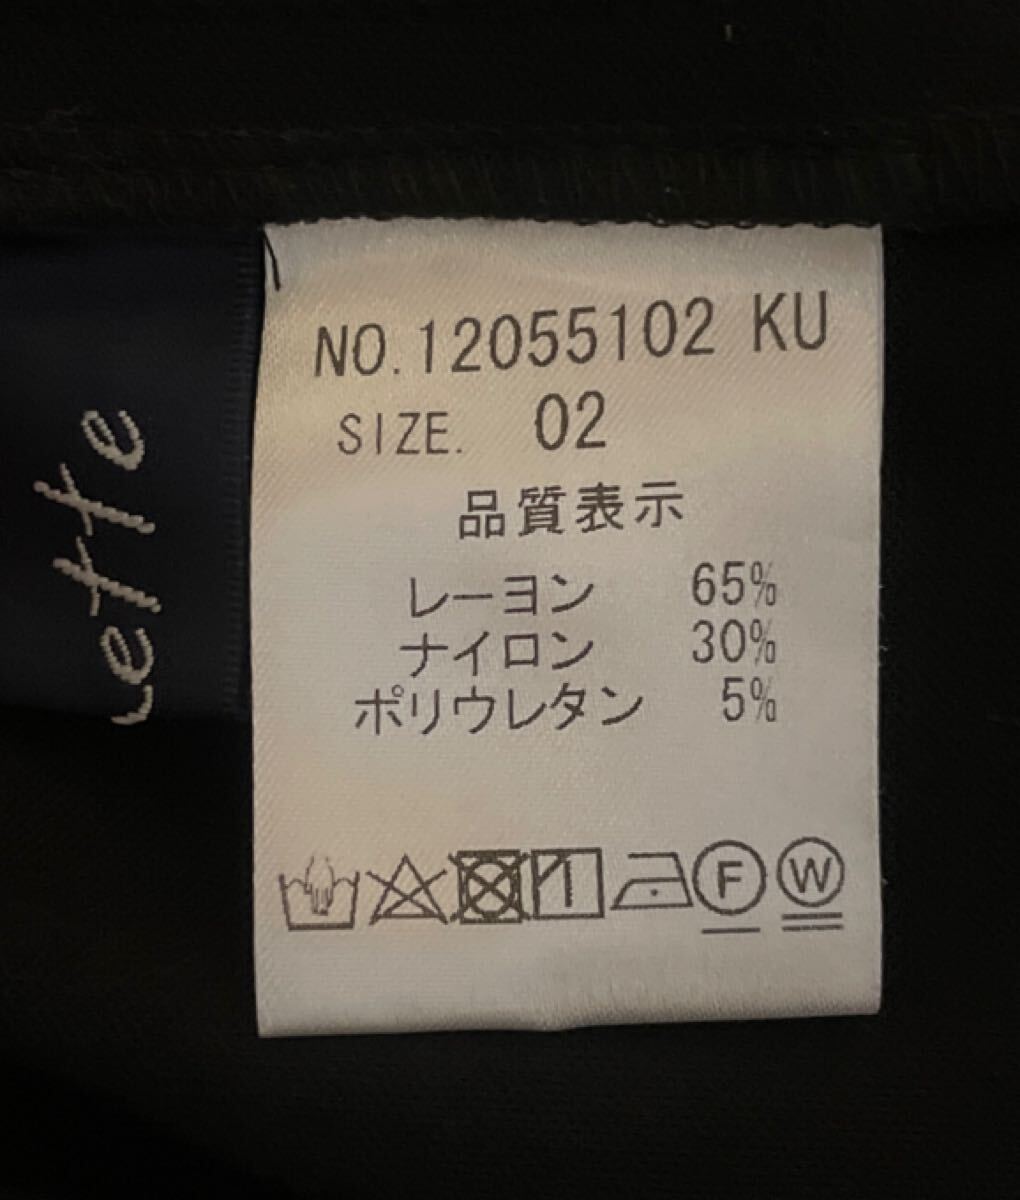 NO.12055102 KU
SIZE. 02
品質表示
レーヨン 65%
ナイロン 30%
ポリウレタン 5%
F W